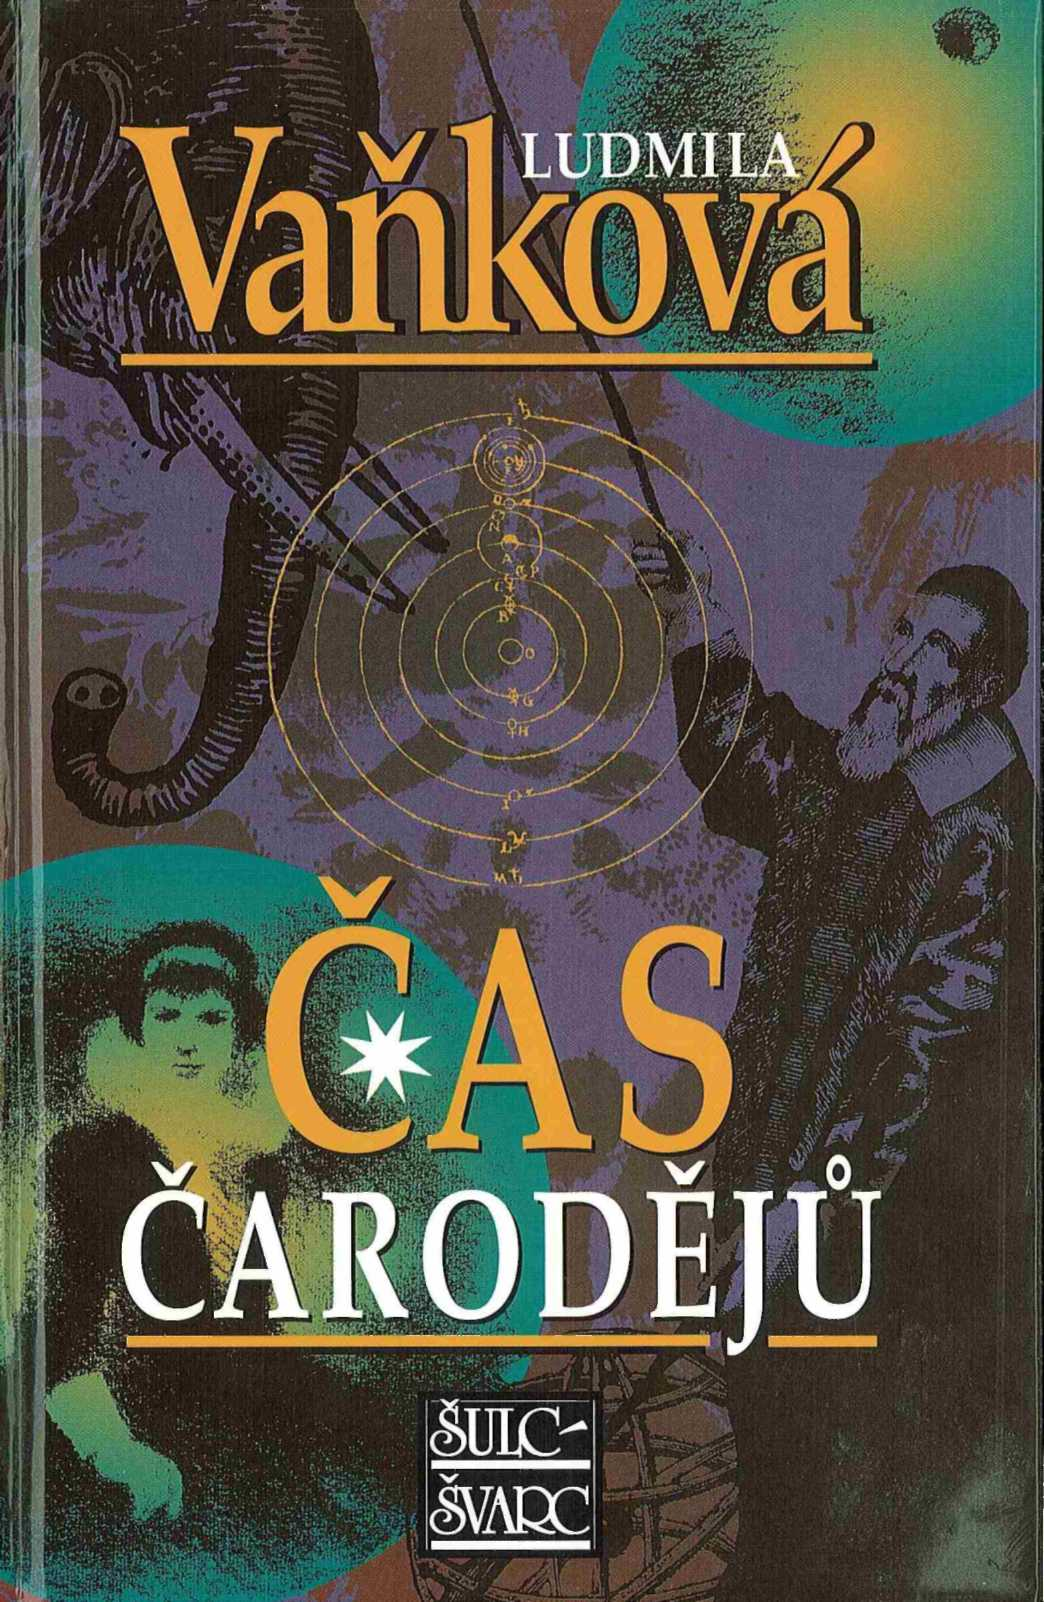 LUDMILA
Vaňková
ČAS
ČARODĚJŮ
ŠULC-
ŠVARC